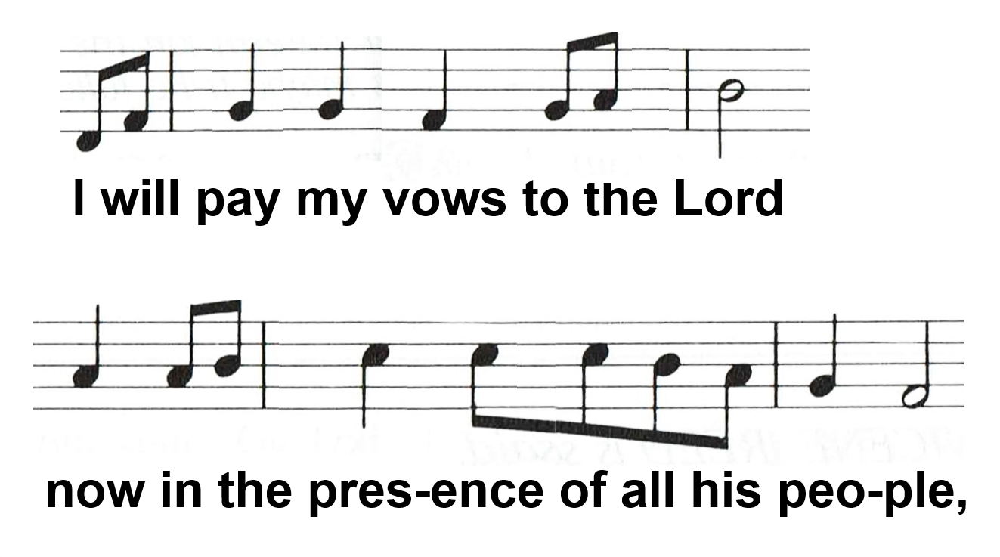 I will pay my vows to the Lord
now in the pres-ence of all his peo-ple,